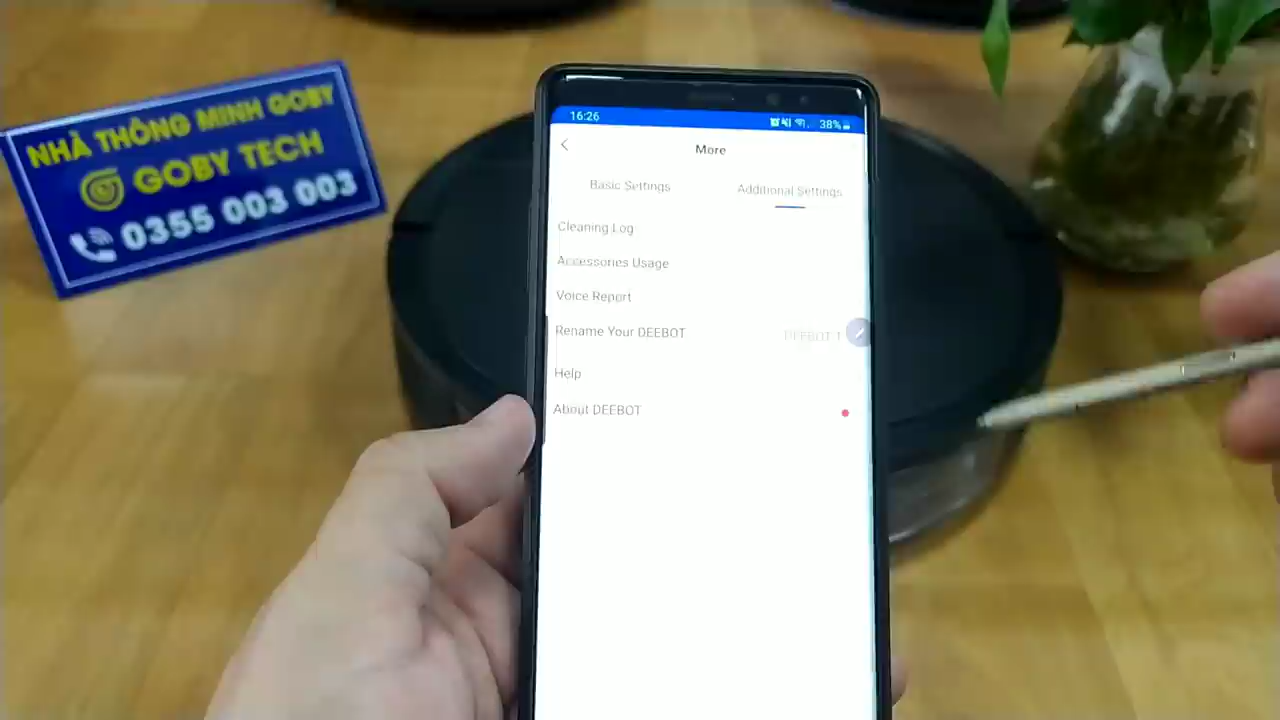 NHÀ THÔNG MINH GOBY
GOBY TECH
0355 003 003
16:26
38%
More
Basic Settings
Additional Settings
Cleaning Log
Accessories Usage
Voice Report
Rename Your DEEBOT
DEEBOT T
Help
About DEEBOT